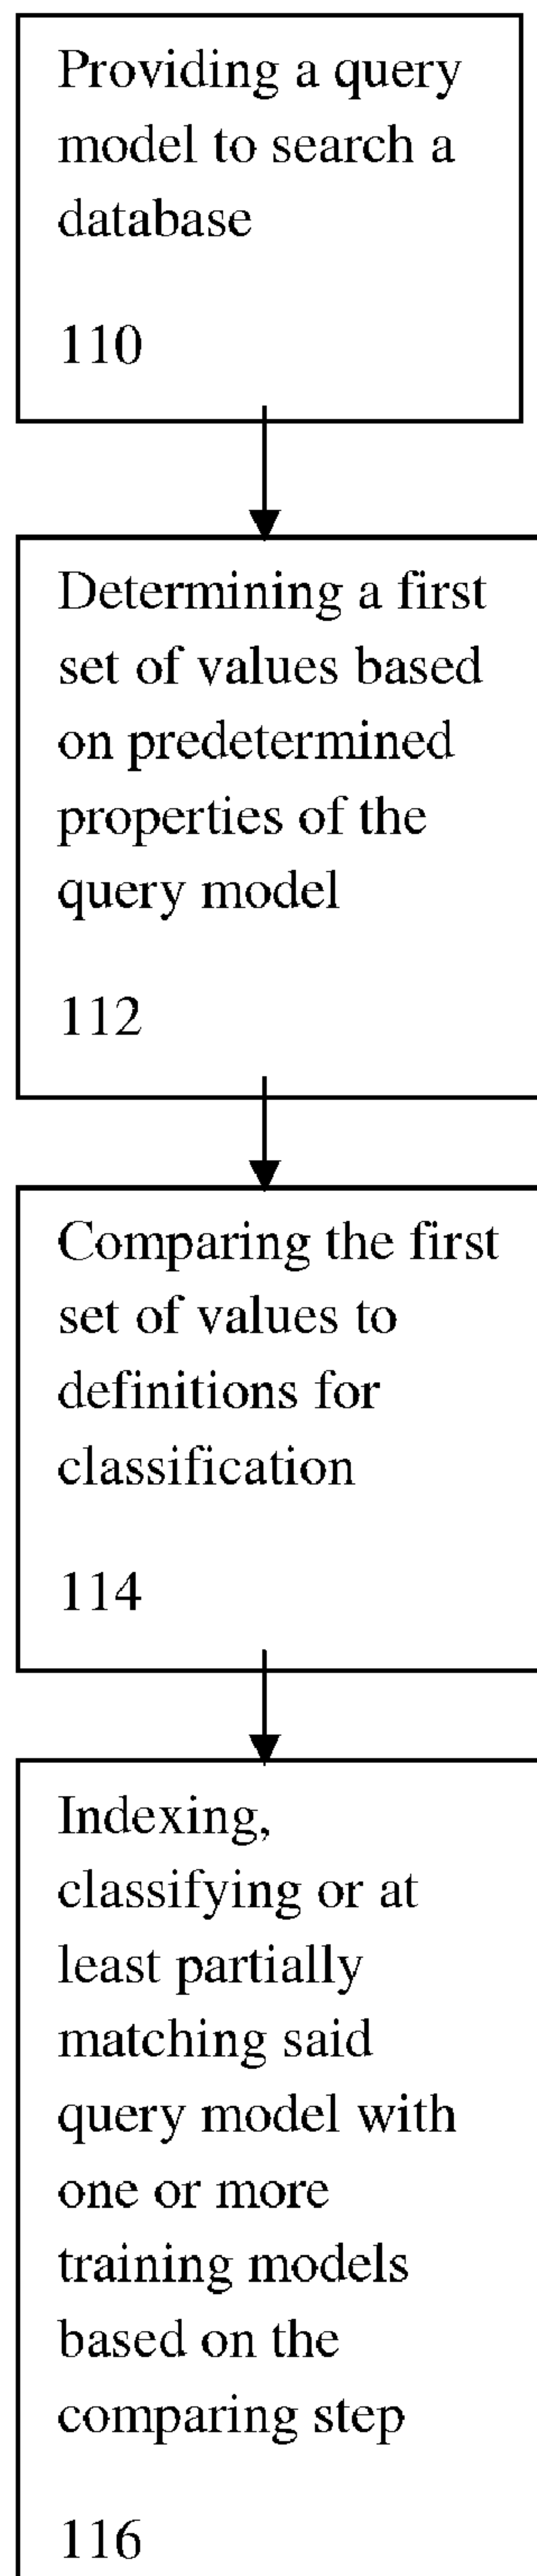 Providing a query
model to search a
database
110
Determining a first
set of values based
on predetermined
properties of the
query model
112
Comparing the first
set of values to
definitions for
classification
114
Indexing,
classifying or at
least partially
matching said
query model with
one or more
training models
based on the
comparing step
116